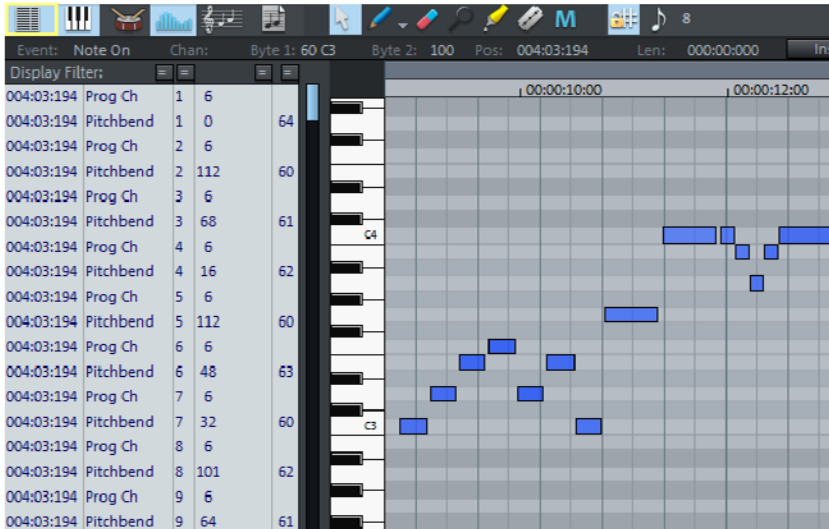 M 8
Event: Note On Chan: Byte 1: 60 C3 Byte 2: 100 Pos: 004:03:194 Len: 000:00:000 Ins
Display Filter: = = = =
00:00:10:00 00:00:12:00
004:03:194 Prog Ch 1 6
004:03:194 Pitchbend 1 0 64
004:03:194 Prog Ch 2 6
004:03:194 Pitchbend 2 112 60
004:03:194 Prog Ch 3 6
004:03:194 Pitchbend 3 68 61
C4
004:03:194 Prog Ch 4 6
004:03:194 Pitchbend 4 16 62
004:03:194 Prog Ch 5 6
004:03:194 Pitchbend 5 112 60
004:03:194 Prog Ch 6 6
004:03:194 Pitchbend 6 48 63
004:03:194 Prog Ch 7 6
004:03:194 Pitchbend 7 32 60
C3
004:03:194 Prog Ch 8 6
004:03:194 Pitchbend 8 101 62
004:03:194 Prog Ch 9 6
004:03:194 Pitchbend 9 64 61